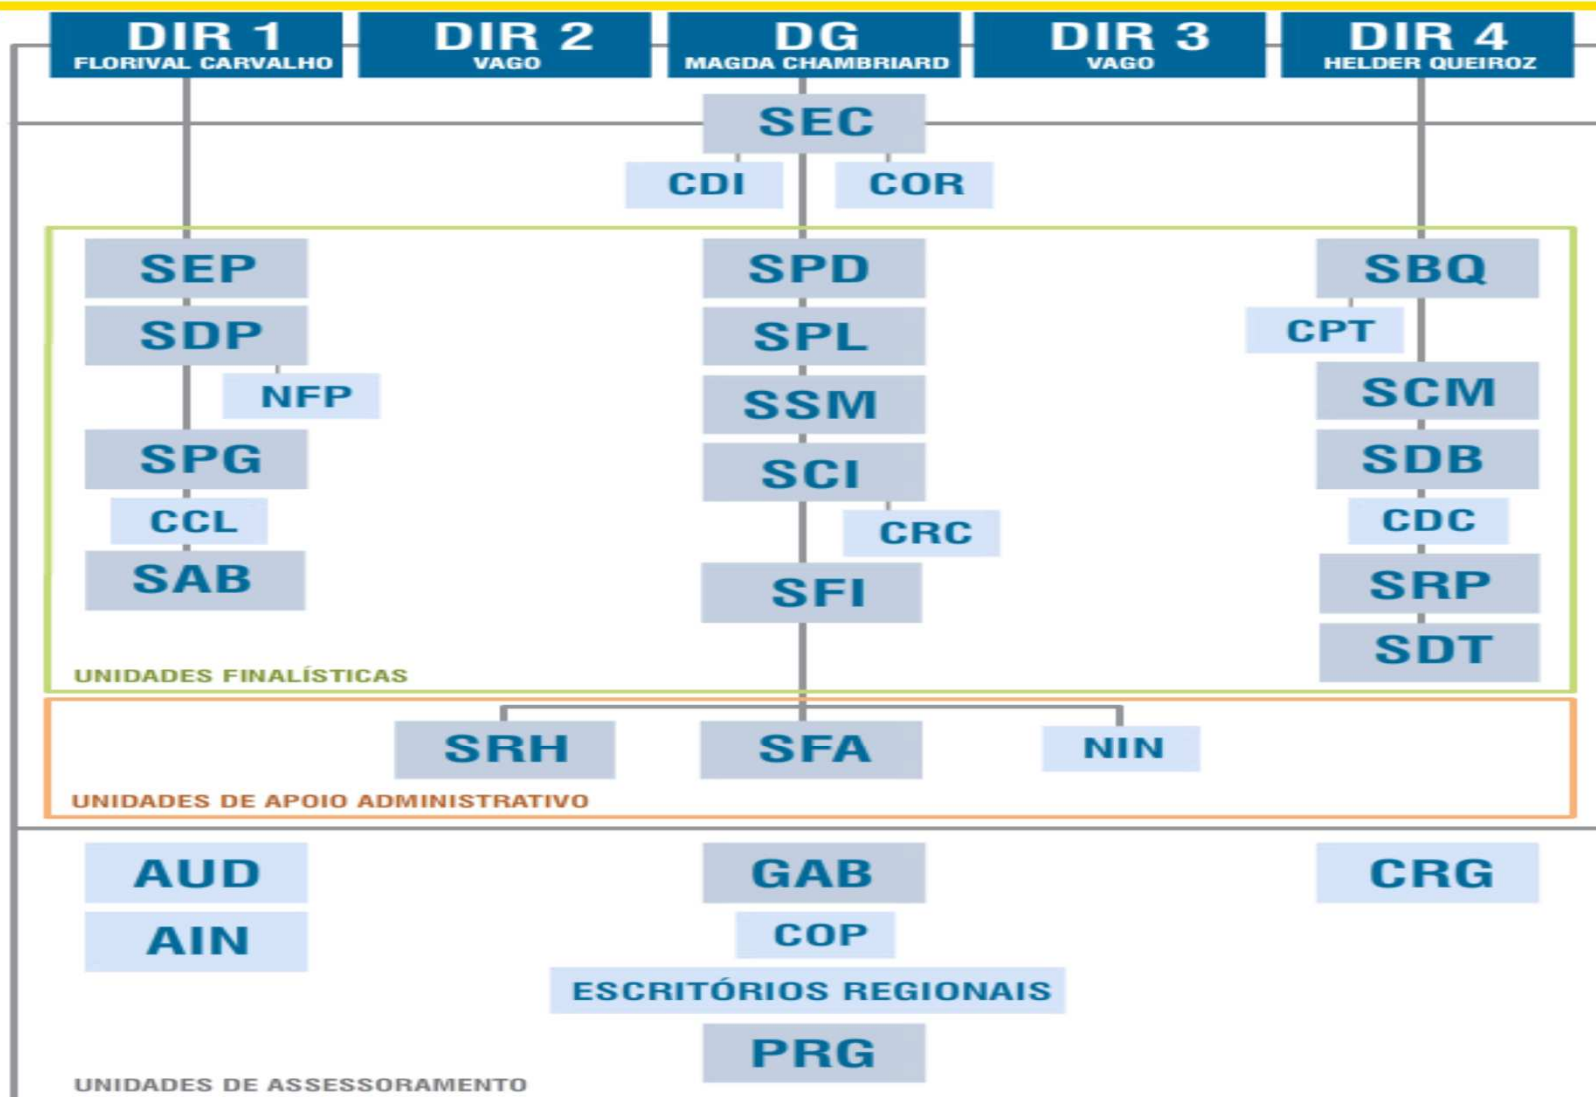 DIR 1
FLORIVAL CARVALHO
DIR 2
VAGO
DG
MAGDA CHAMBRIARD
DIR 3
VAGO
DIR 4
HELDER QUEIROZ
SEC
CDI
COR
SEP
SDP
NFP
SPG
CCL
SAB
SPD
SPL
SSM
SCI
CRC
SFI
SBQ
CPT
SCM
SDB
CDC
SRP
SDT
UNIDADES FINALÍSTICAS
SRH
SFA
NIN
UNIDADES DE APOIO ADMINISTRATIVO
AUD
AIN
GAB
COP
ESCRITÓRIOS REGIONAIS
PRG
CRG
UNIDADES DE ASSESSORAMENTO